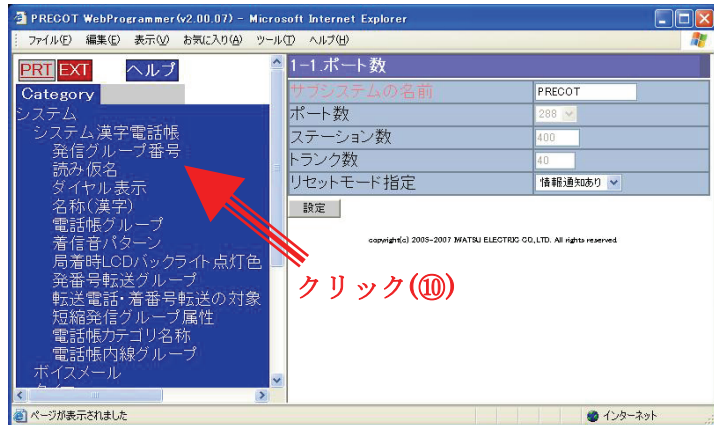 PRECOT WebProgrammer(v2.00.07) - Microsoft Internet Explorer
ファイル(F) 編集(E) 表示(V) お気に入り(A) ツール(T) ヘルプ(H)
PRT EXT ヘルプ
Category
システム
システム漢字電話帳
発信グループ番号
読み仮名
ダイヤル表示
名称(漢字)
電話帳グループ
着信音パターン
局着時LCDバックライト点灯色
発番号転送グループ
転送電話・着番号転送の対象
短縮発信グループ属性
電話帳カテゴリ名称
電話帳内線グループ
ボイスメール
1-1.ポート数
サブシステムの名前 PRECOT
ポート数 288
ステーション数 400
トランク数 40
リセットモード指定 情報通知あり
設定
copyright(c) 2005-2007 IWATSU ELECTRIC CO.,LTD. All rights reserved.
クリック(⑩)
ページが表示されました インターネット